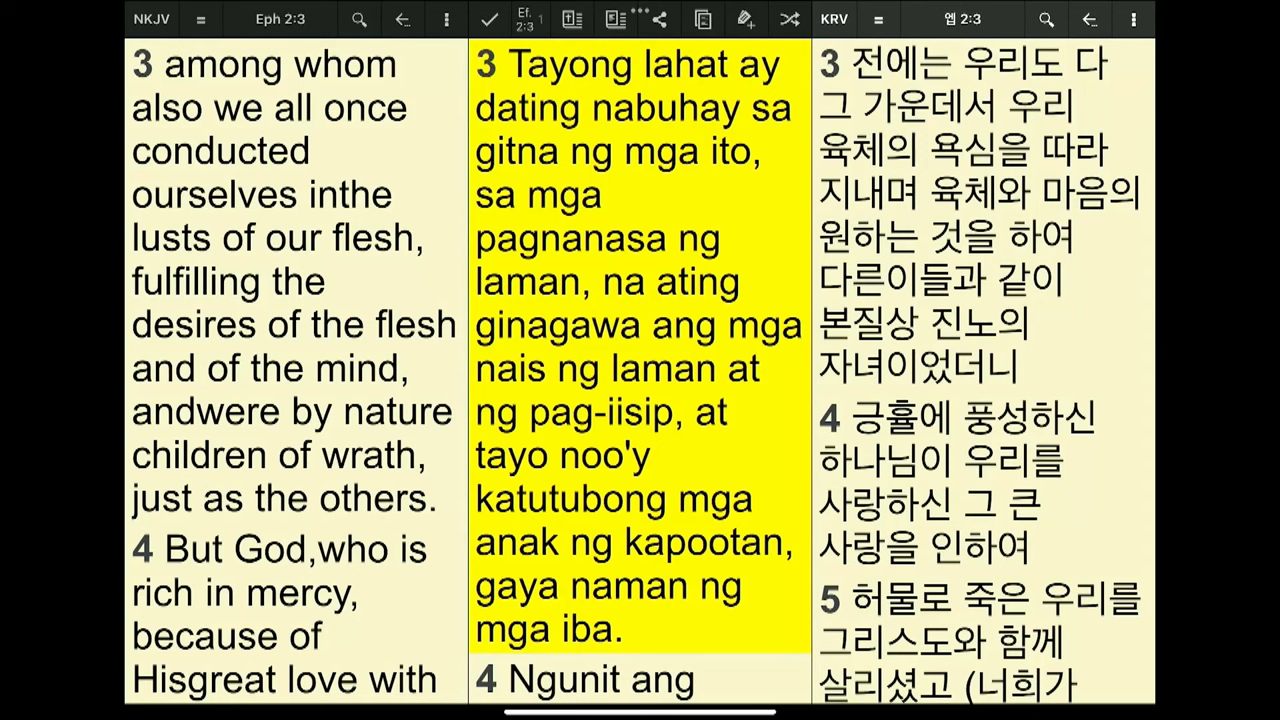 NKJV = Eph 2:3
Ef. 2:3 1
KRV = 엡 2:3
3 among whom
also we all once
conducted
ourselves inthe
lusts of our flesh,
fulfilling the
desires of the flesh
and of the mind,
andwere by nature
children of wrath,
just as the others.
4 But God,who is
rich in mercy,
because of
Hisgreat love with
3 Tayong lahat ay
dating nabuhay sa
gitna ng mga ito,
sa mga
pagnanasa ng
laman, na ating
ginagawa ang mga
nais ng laman at
ng pag-iisip, at
tayo noo'y
katutubong mga
anak ng kapootan,
gaya naman ng
mga iba.
4 Ngunit ang
3 전에는 우리도 다
그 가운데서 우리
육체의 욕심을 따라
지내며 육체와 마음의
원하는 것을 하여
다른이들과 같이
본질상 진노의
자녀이었더니
4 긍휼에 풍성하신
하나님이 우리를
사랑하신 그 큰
사랑을 인하여
5 허물로 죽은 우리를
그리스도와 함께
살리셨고 (너희가